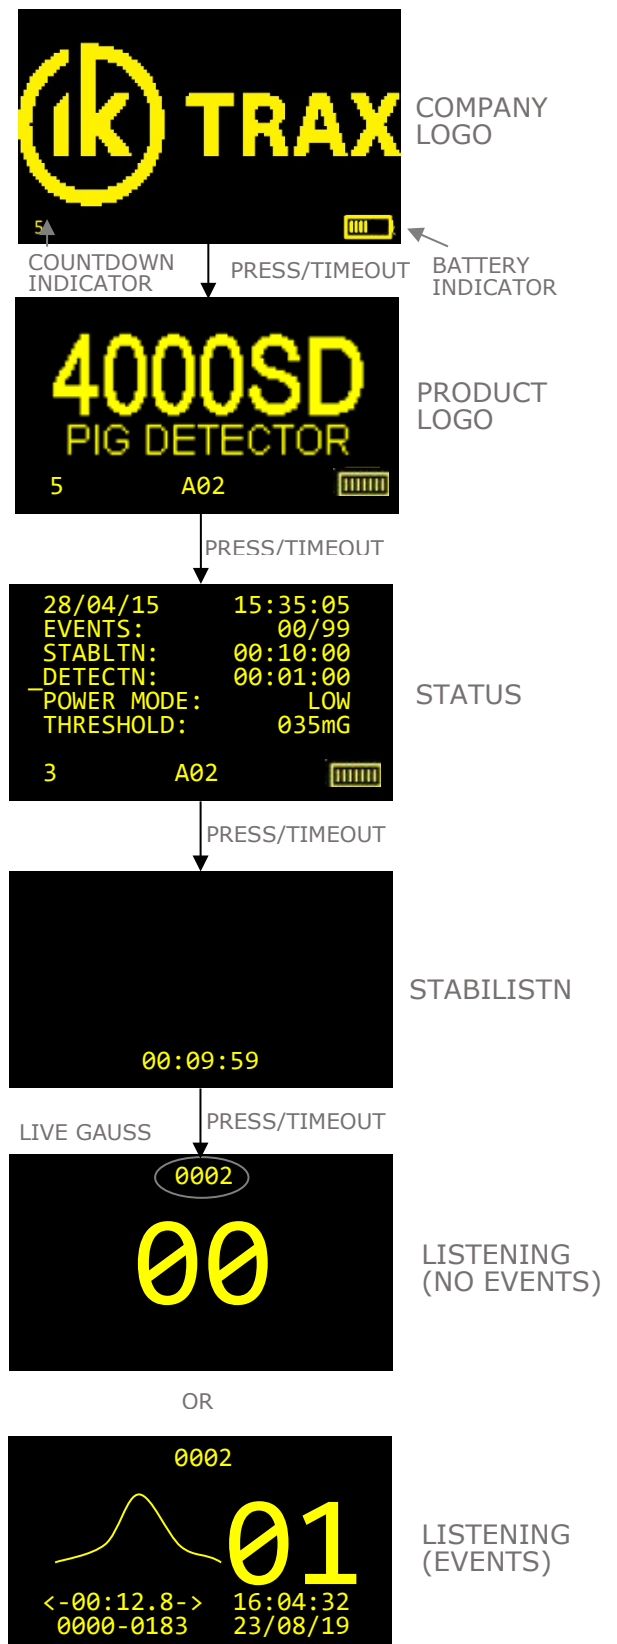 ik TRAX
COMPANY
LOGO
5
COUNTDOWN
INDICATOR
PRESS/TIMEOUT
BATTERY
INDICATOR
4000SD
PIG DETECTOR
5 A02
PRODUCT
LOGO
PRESS/TIMEOUT
28/04/15 15:35:05
EVENTS: 00/99
STABLTN: 00:10:00
_DETECTN: 00:01:00
POWER MODE: LOW
THRESHOLD: 035mG
3 A02
STATUS
PRESS/TIMEOUT
00:09:59
STABILISTN
PRESS/TIMEOUT
LIVE GAUSS
0002
00
LISTENING
(NO EVENTS)
OR
0002
01
<-00:12.8-> 16:04:32
0000-0183 23/08/19
LISTENING
(EVENTS)